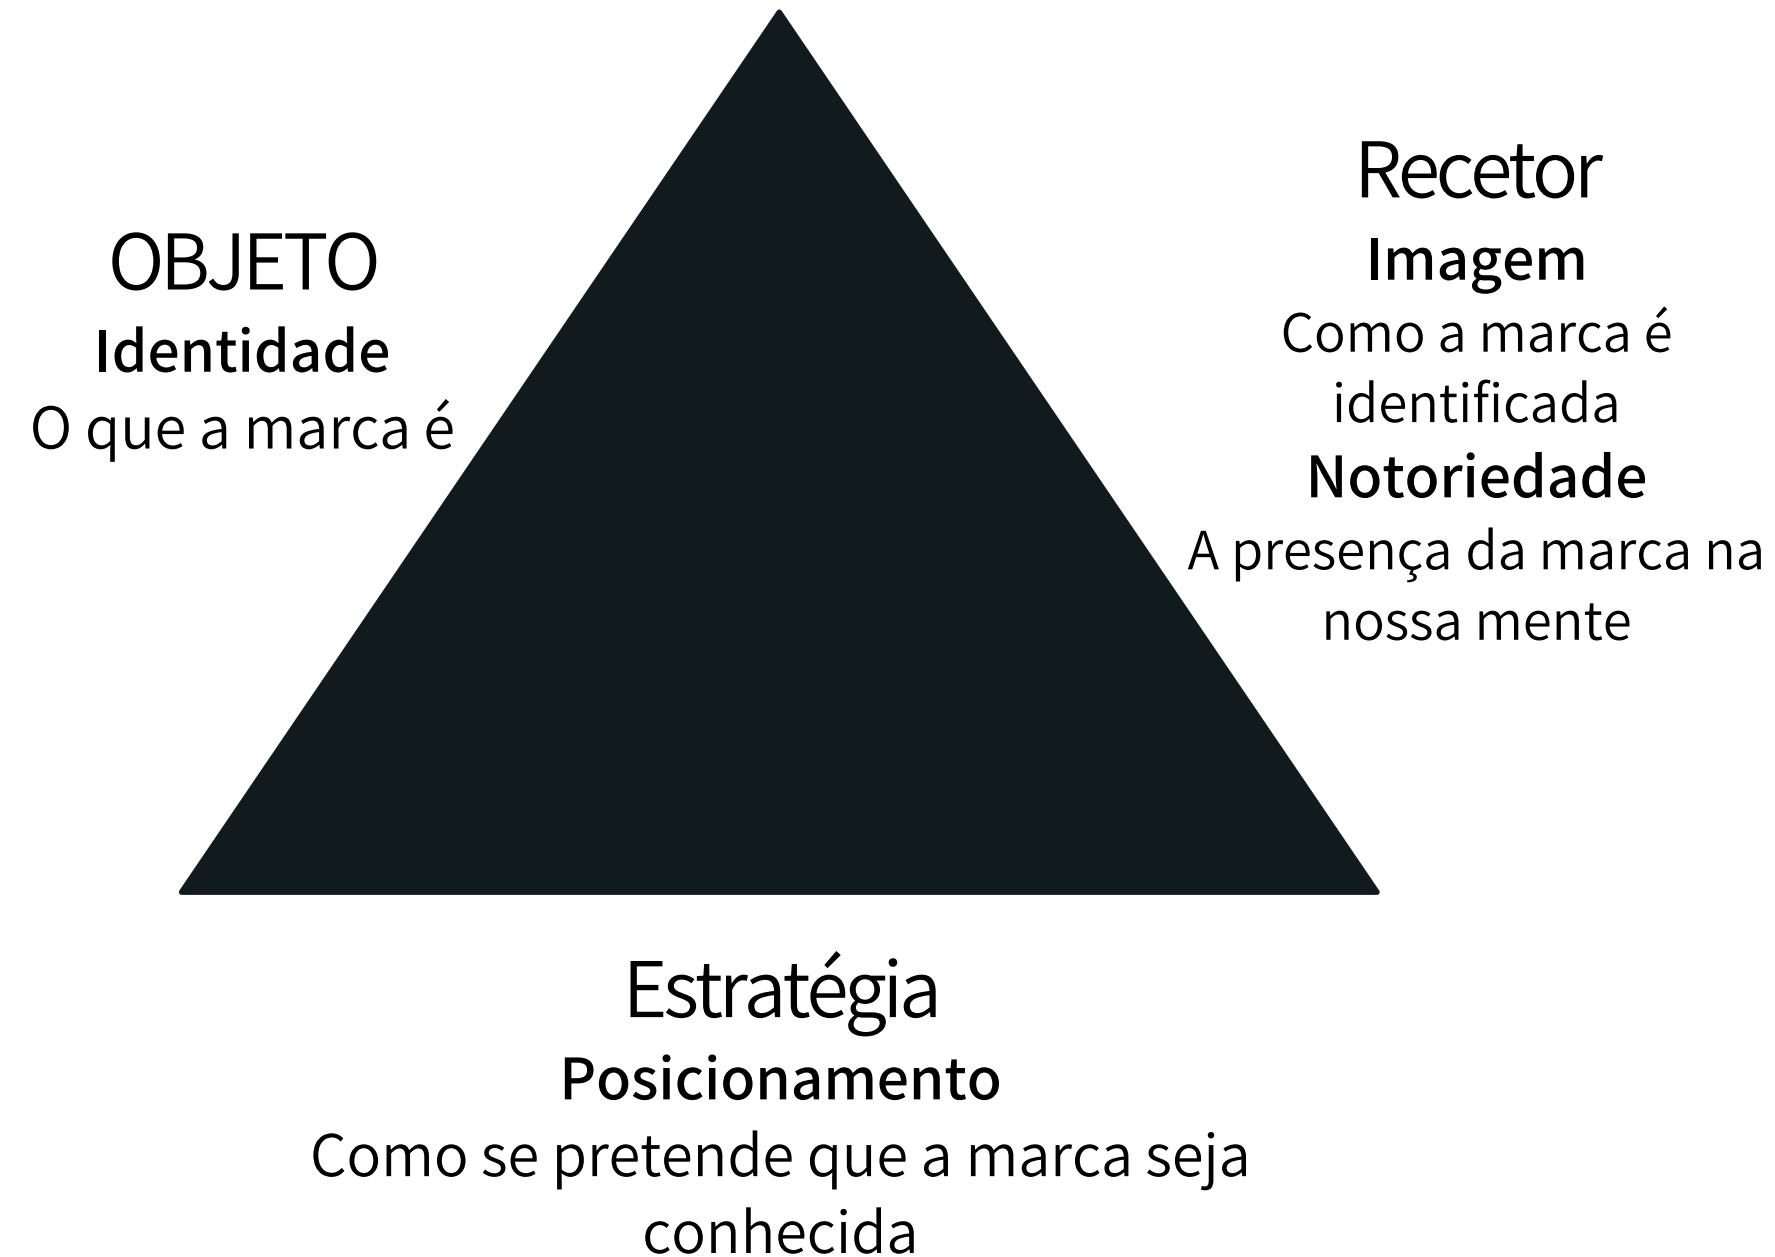 OBJETO
Identidade
O que a marca é
Recetor
Imagem
Como a marca é
identificada
Notoriedade
A presença da marca na
nossa mente
Estratégia
Posicionamento
Como se pretende que a marca seja
conhecida